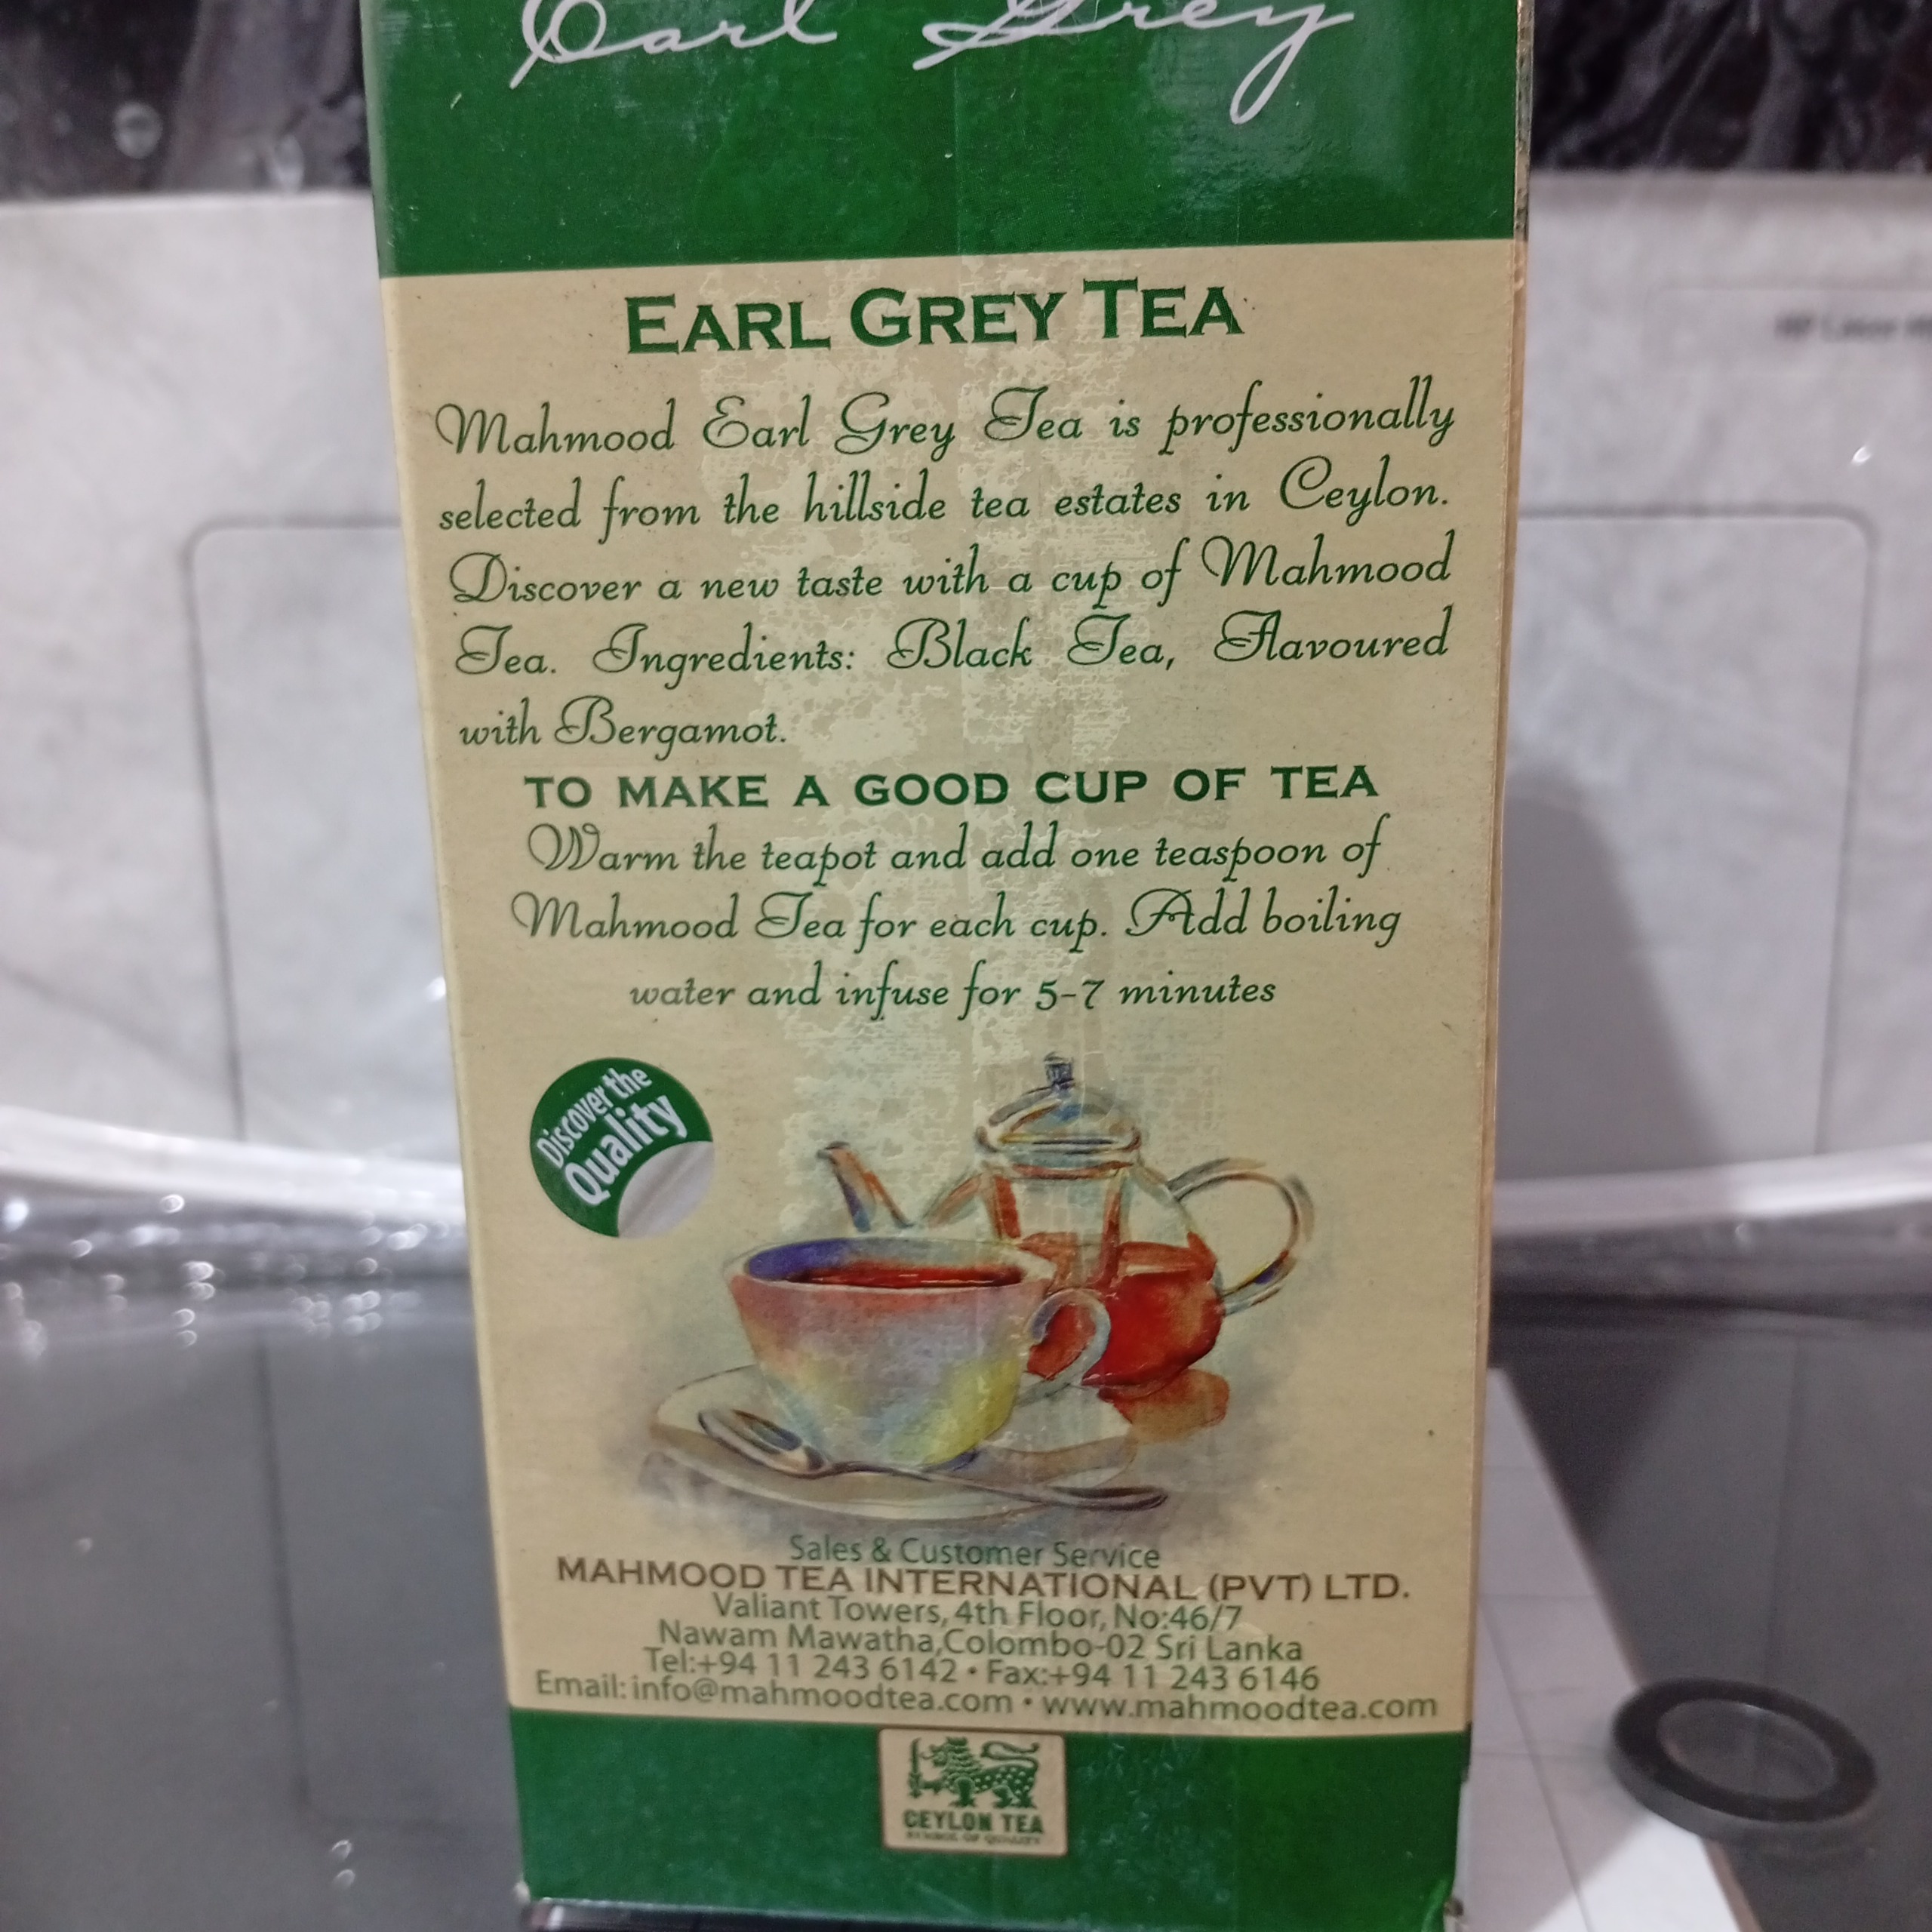 Earl Grey
EARL GREY TEA
Mahmood Earl Grey Tea is professionally
selected from the hillside tea estates in Ceylon.
Discover a new taste with a cup of Mahmood
Tea. Ingredients: Black Tea, Flavoured
with Bergamot.
TO MAKE A GOOD CUP OF TEA
Warm the teapot and add one teaspoon of
Mahmood Tea for each cup. Add boiling
water and infuse for 5-7 minutes
Discover the
Quality
Sales & Customer Service
MAHMOOD TEA INTERNATIONAL (PVT) LTD.
Valiant Towers, 4th Floor, No:46/7
Nawam Mawatha,Colombo-02 Sri Lanka
Tel:+94 11 243 6142 • Fax:+94 11 243 6146
Email: info@mahmoodtea.com • www.mahmoodtea.com
CEYLON TEA
SYMBOL OF QUALITY